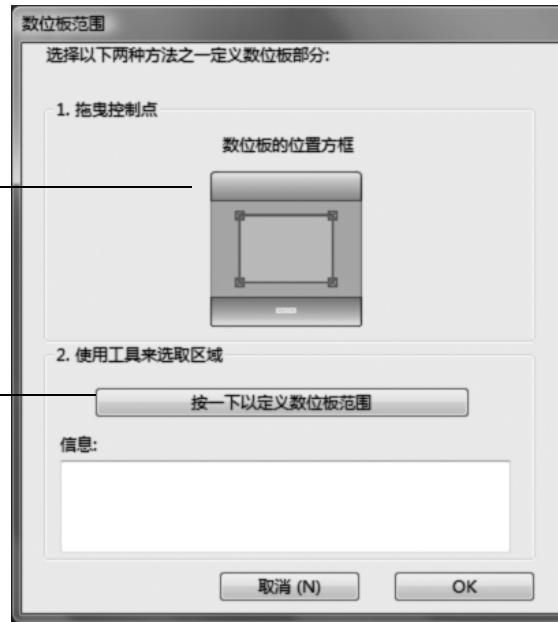 数位板范围
选择以下两种方法之一定义数位板部分:
1. 拖曳控制点
数位板的位置方框
2. 使用工具来选取区域
按一下以定义数位板范围
信息:
取消 (N)
OK